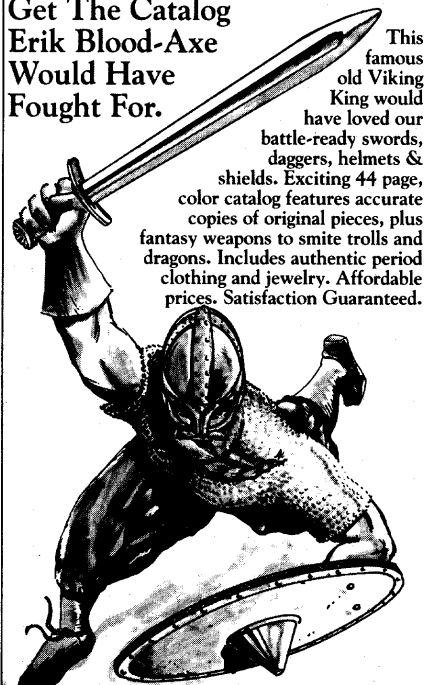 Get The Catalog
Erik Blood-Axe
Would Have
Fought For.
This
famous
old Viking
King would
have loved our
battle-ready swords,
daggers, helmets &
shields. Exciting 44 page,
color catalog features accurate
copies of original pieces, plus
fantasy weapons to smite trolls and
dragons. Includes authentic period
clothing and jewelry. Affordable
prices. Satisfaction Guaranteed.